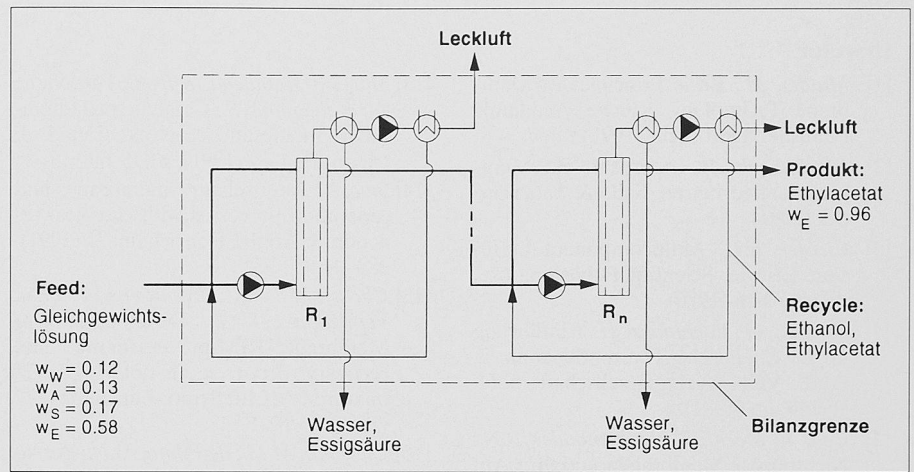 Leckluft
Leckluft
Produkt:
Ethylacetat
w_E = 0.96
Feed:
Gleichgewichts-
lösung
w_W = 0.12
w_A = 0.13
w_S = 0.17
w_E = 0.58
R_1
R_n
Recycle:
Ethanol,
Ethylacetat
Wasser,
Essigsäure
Wasser,
Essigsäure
Bilanzgrenze